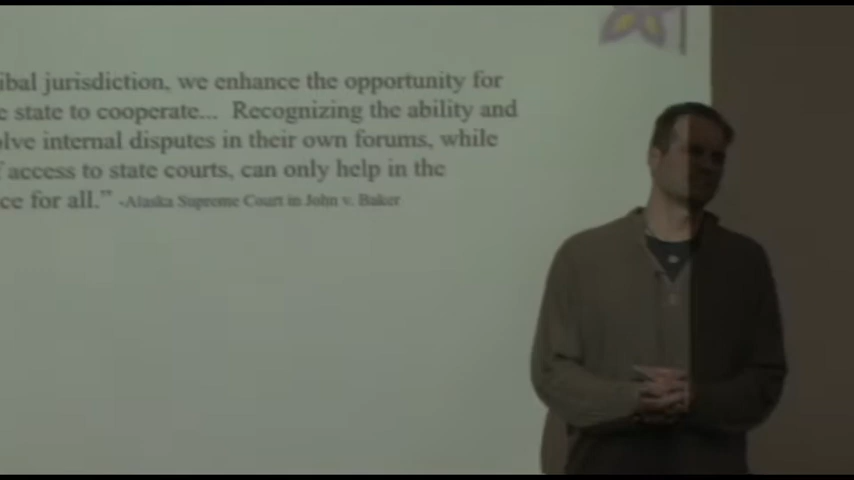 ibal jurisdiction, we enhance the opportunity for
e state to cooperate... Recognizing the ability and
olve internal disputes in their own forums, while
f access to state courts, can only help in the
ce for all.” -Alaska Supreme Court in John v. Baker